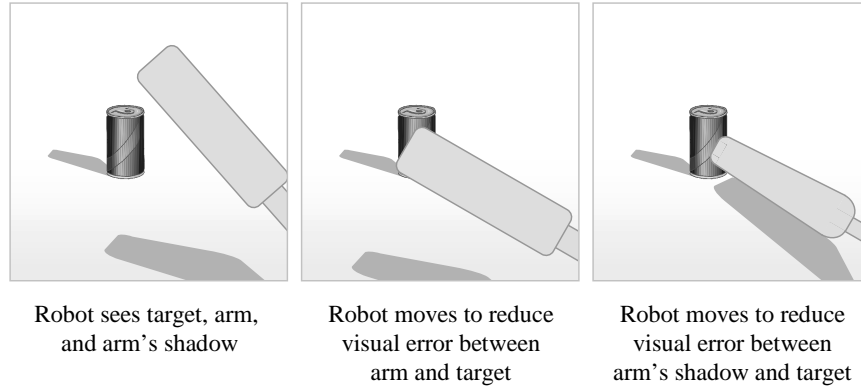 Robot sees target, arm,
and arm’s shadow
Robot moves to reduce
visual error between
arm and target
Robot moves to reduce
visual error between
arm’s shadow and target